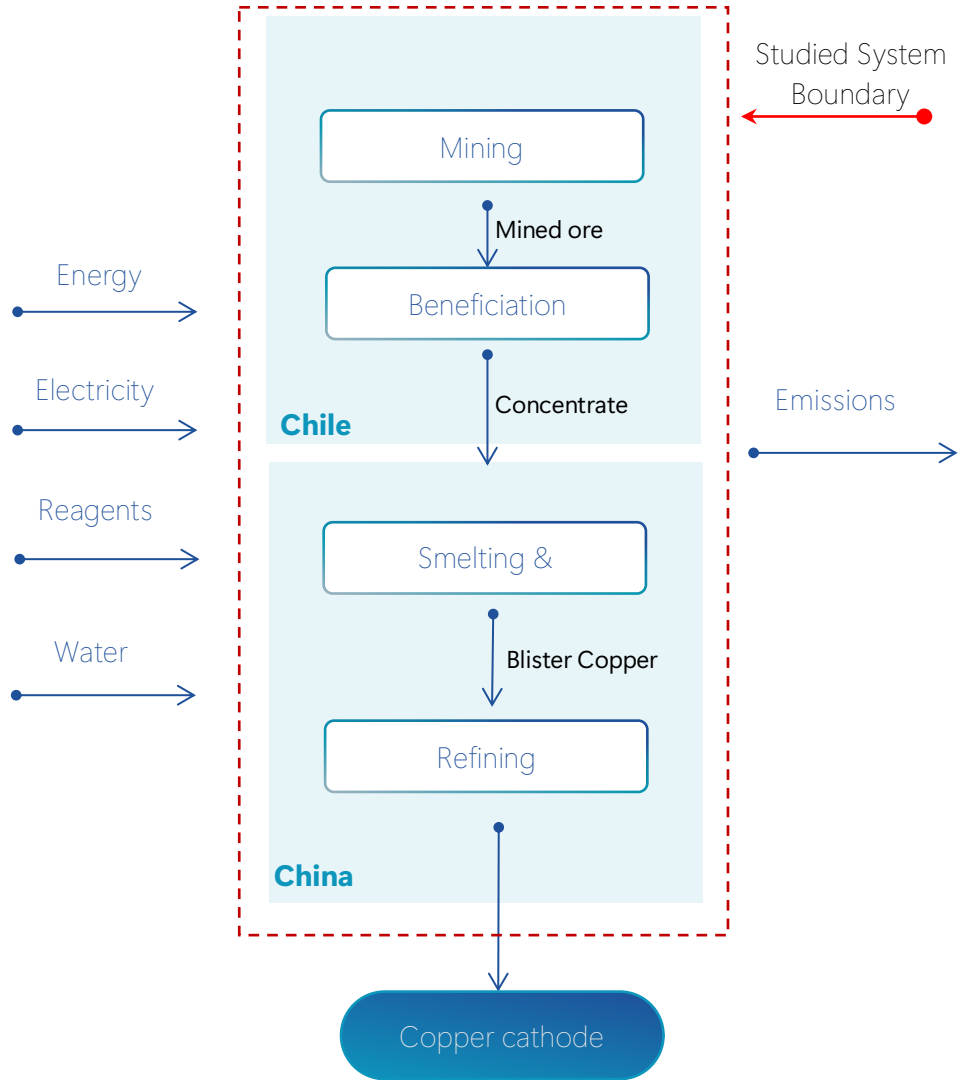 Studied System
Boundary
Mining
Mined ore
Energy
Beneficiation
Electricity
Concentrate
Chile
Emissions
Reagents
Smelting &
Water
Blister Copper
Refining
China
Copper cathode